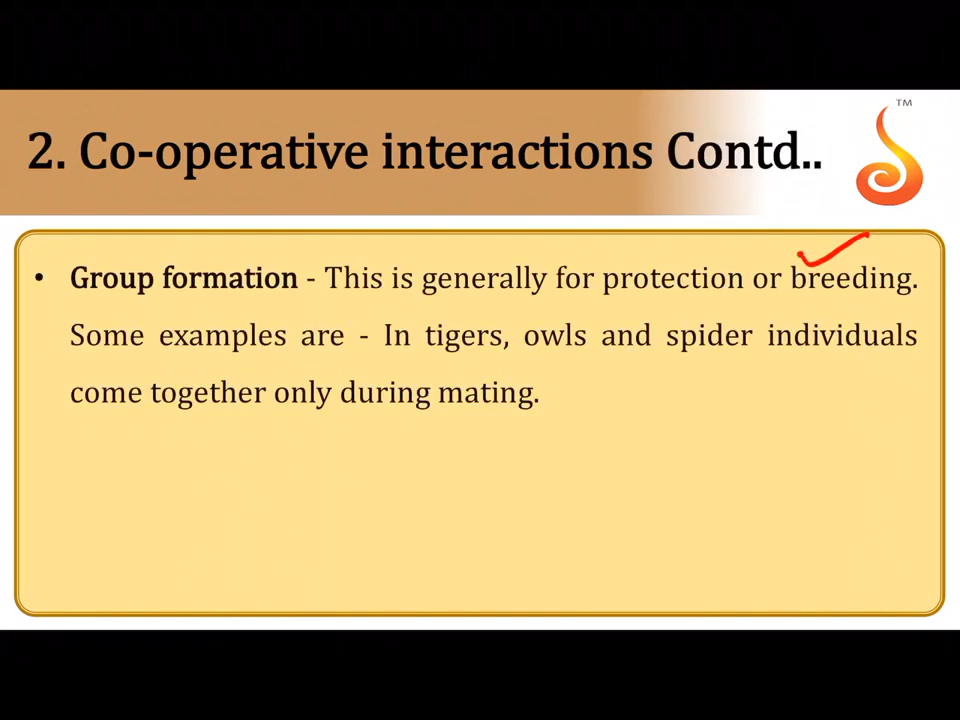 2. Co-operative interactions Contd..
TM
• Group formation - This is generally for protection or breeding.
Some examples are - In tigers, owls and spider individuals
come together only during mating.